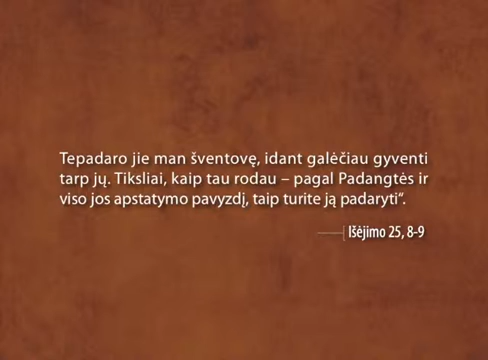 Tepadaro jie man šventovę, idant galėčiau gyventi
tarp jų. Tiksliai, kaip tau rodau – pagal Padangtės ir
viso jos apstatymo pavyzdį, taip turite ją padaryti“.
Išėjimo 25, 8-9